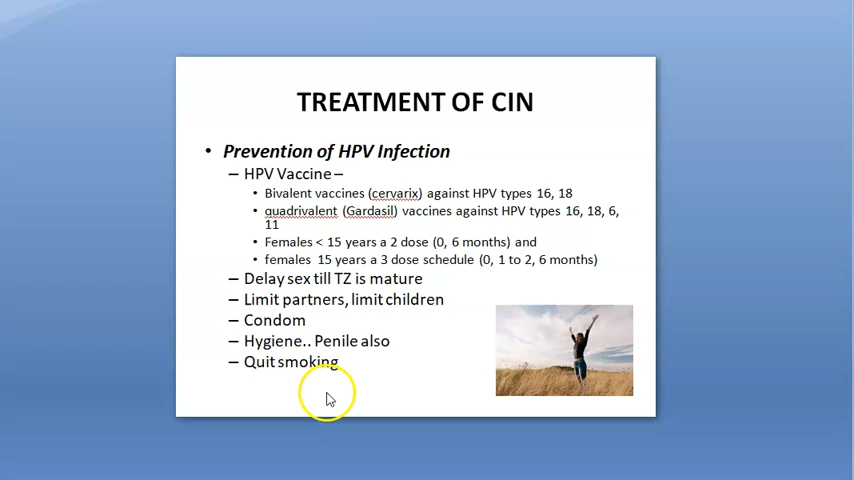 TREATMENT OF CIN
• Prevention of HPV Infection
– HPV Vaccine –
• Bivalent vaccines (cervarix) against HPV types 16, 18
• quadrivalent (Gardasil) vaccines against HPV types 16, 18, 6,
11
• Females < 15 years a 2 dose (0, 6 months) and
• females 15 years a 3 dose schedule (0, 1 to 2, 6 months)
– Delay sex till TZ is mature
– Limit partners, limit children
– Condom
– Hygiene.. Penile also
– Quit smoking